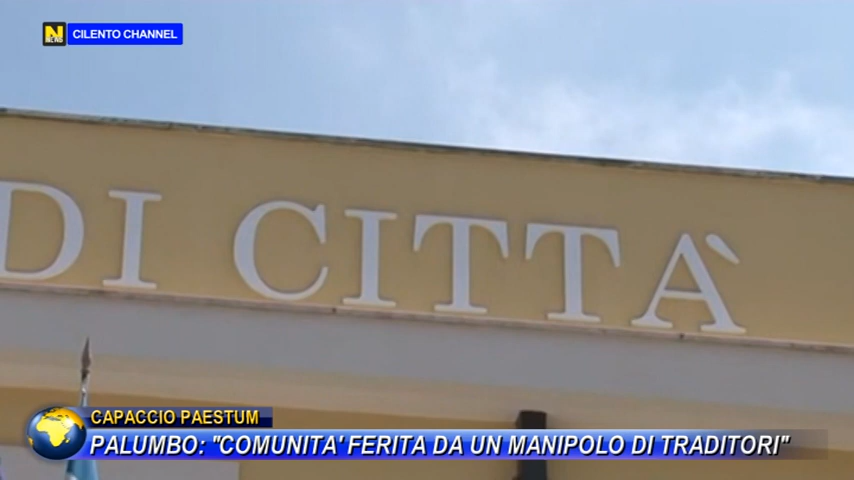 CILENTO CHANNEL
DI CITTÀ
CAPACCIO PAESTUM
PALUMBO: "COMUNITA' FERITA DA UN MANIPOLO DI TRADITORI"